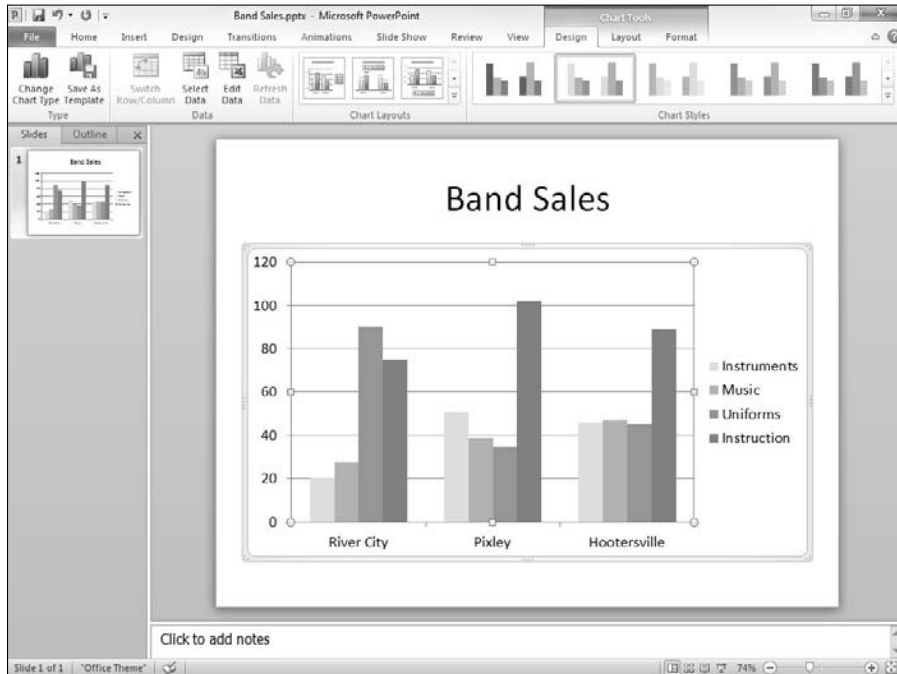 Band Sales.pptx - Microsoft PowerPoint
Chart Tools
File Home Insert Design Transitions Animations Slide Show Review View Design Layout Format
Change Chart Type
Save As Template
Switch Row/Column
Select Data
Edit Data
Refresh Data
Type
Data
Chart Layouts
Chart Styles
Slides Outline
1
Band Sales
Band Sales
120
100
80
60
40
20
0
River City Pixley Hootersville
Instruments
Music
Uniforms
Instruction
Click to add notes
Slide 1 of 1 "Office Theme" 74%